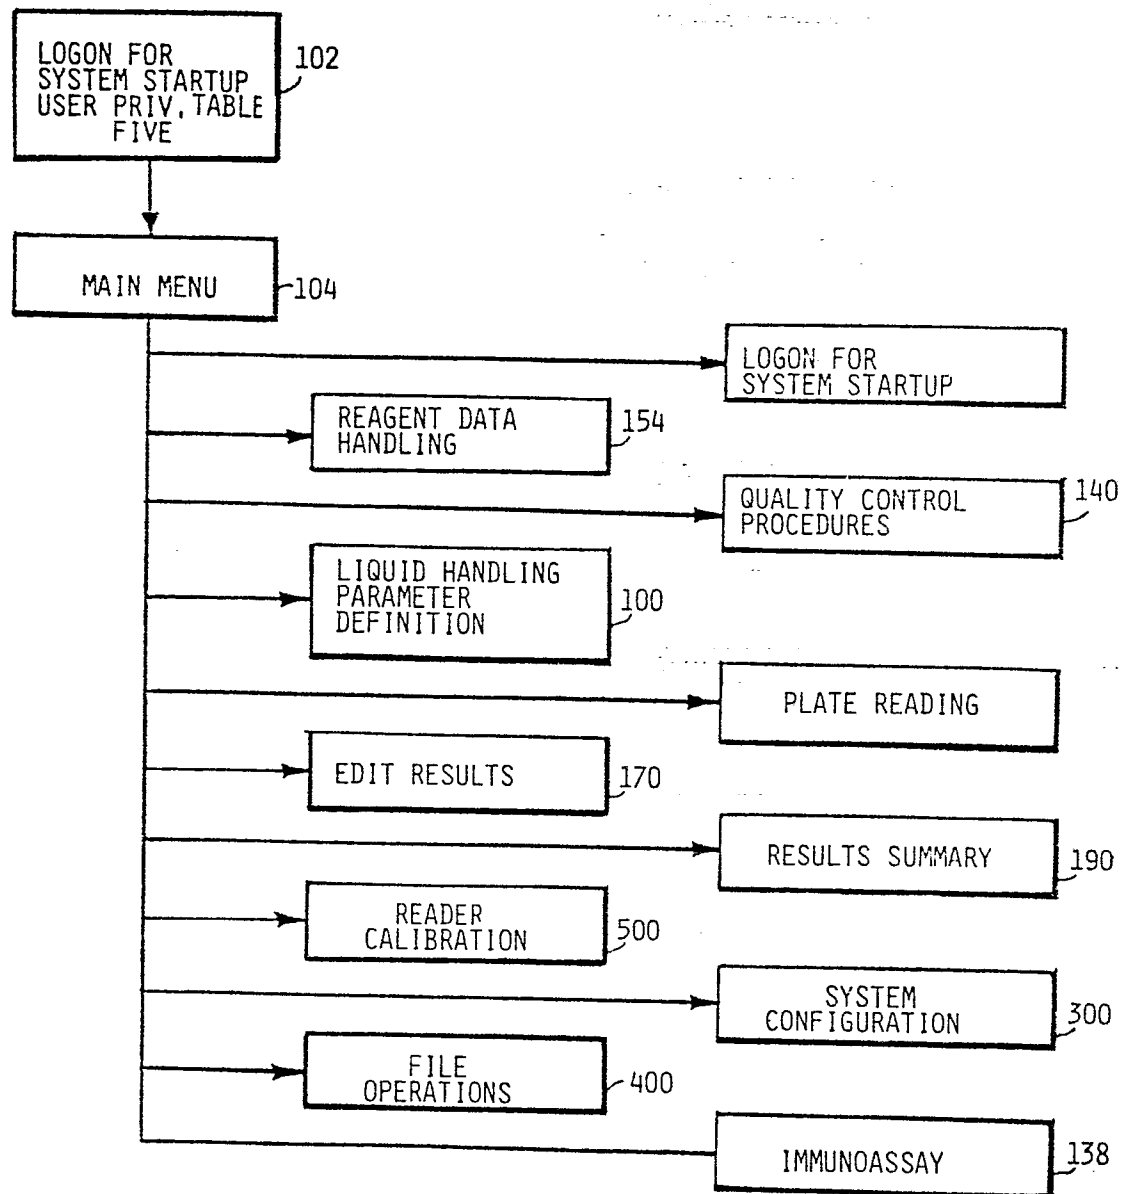 LOGON FOR
SYSTEM STARTUP
USER PRIV. TABLE
FIVE
102
MAIN MENU
104
LOGON FOR
SYSTEM STARTUP
REAGENT DATA
HANDLING
154
QUALITY CONTROL
PROCEDURES
140
LIQUID HANDLING
PARAMETER
DEFINITION
100
PLATE READING
EDIT RESULTS
170
RESULTS SUMMARY
190
READER
CALIBRATION
500
SYSTEM
CONFIGURATION
300
FILE
OPERATIONS
400
IMMUNOASSAY
138